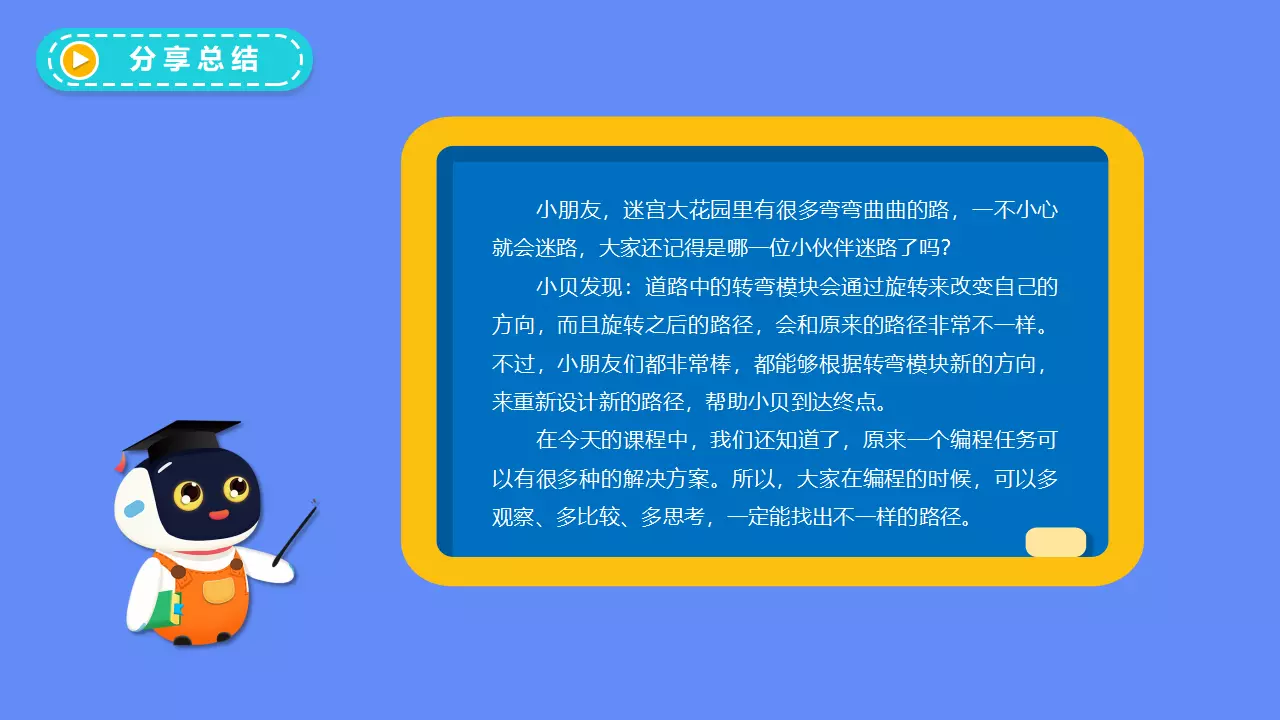 分享总结
小朋友，迷宫大花园里有很多弯弯曲曲的路，一不小心
就会迷路，大家还记得是哪一位小伙伴迷路了吗？
小贝发现：道路中的转弯模块会通过旋转来改变自己的
方向，而且旋转之后的路径，会和原来的路径非常不一样。
不过，小朋友们都非常棒，都能够根据转弯模块新的方向，
来重新设计新的路径，帮助小贝到达终点。
在今天的课程中，我们还知道了，原来一个编程任务可
以有很多种的解决方案。所以，大家在编程的时候，可以多
观察、多比较、多思考，一定能找出不一样的路径。